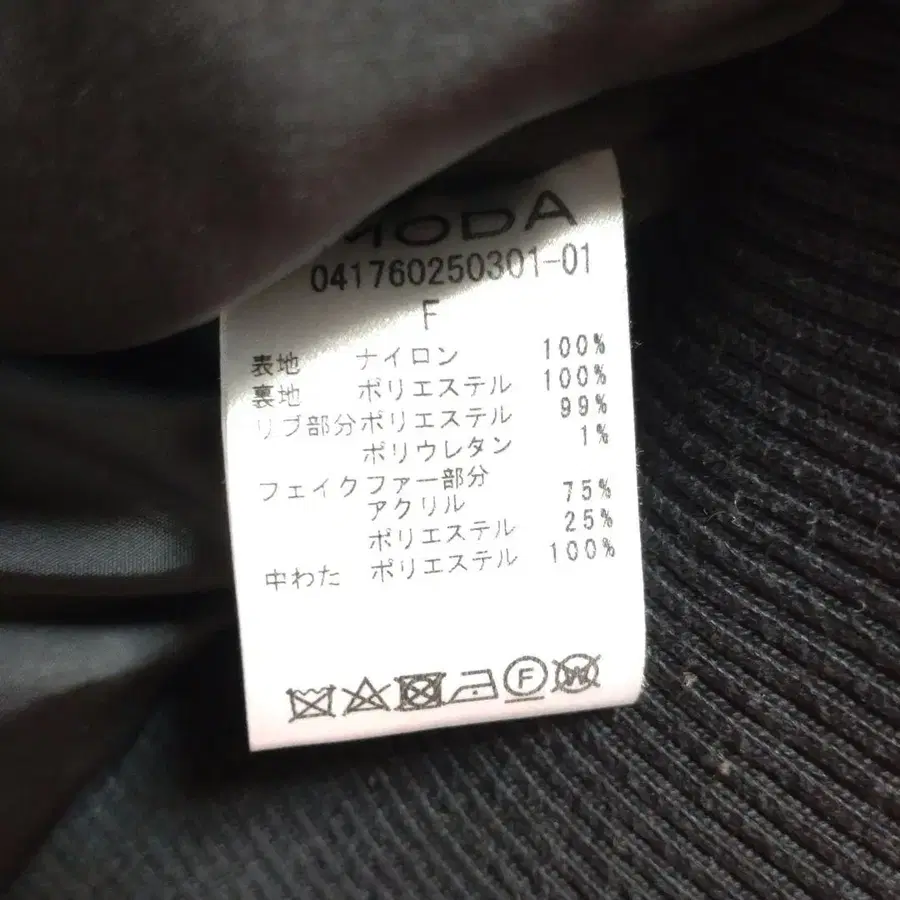 MODA
041760250301-01
F
表地 ナイロン 100%
裏地 ポリエステル 100%
リブ部分ポリエステル 99%
ポリウレタン 1%
フェイクファー部分
アクリル 75%
ポリエステル 25%
中わた ポリエステル 100%
F W